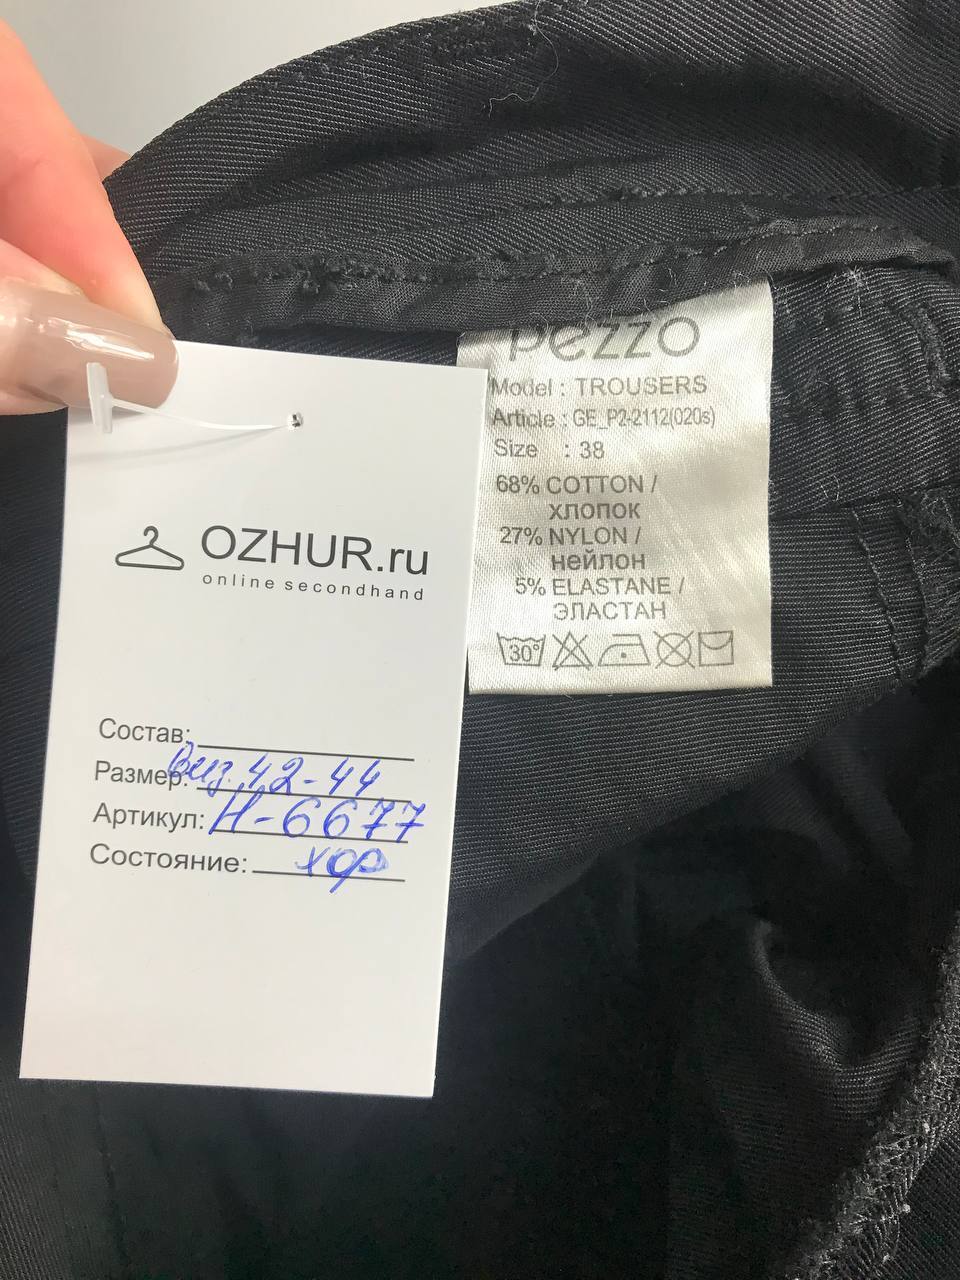 OZHUR.ru
online secondhand
Состав:
Размер: виз. 42-44
Артикул: Н-6677
Состояние: хор
pezzo
Model : TROUSERS
Article : GE_P2-2112(020s)
Size : 38
68% COTTON /
ХЛОПОК
27% NYLON /
нейлон
5% ELASTANE /
ЭЛАСТАН
30°